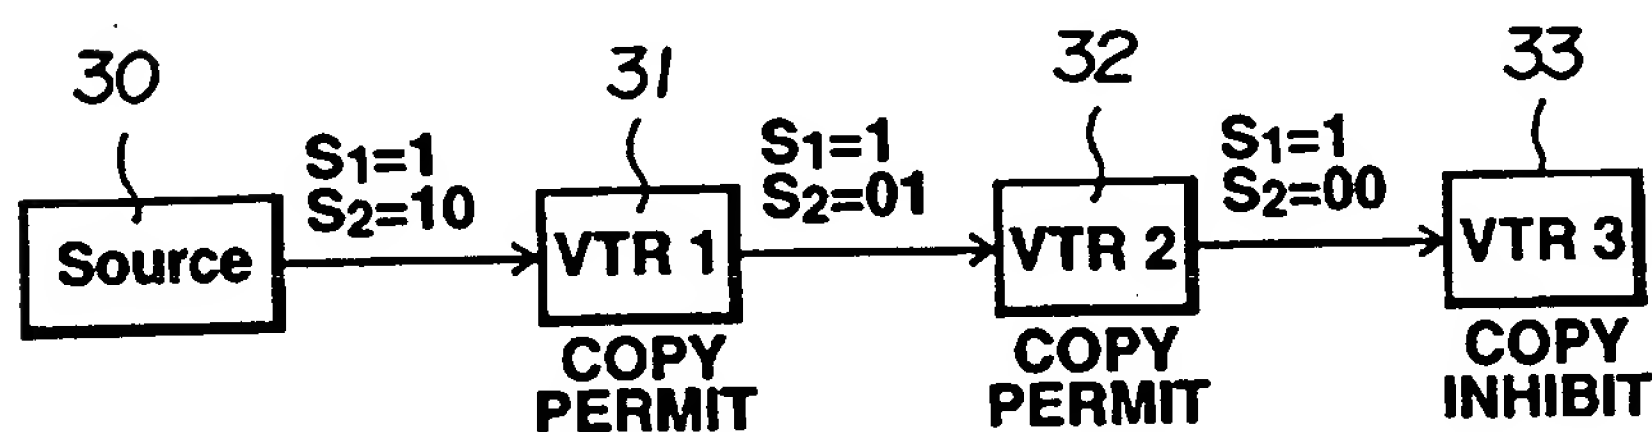 30
31
32
33
S1=1
S2=10
S1=1
S2=01
S1=1
S2=00
Source
VTR 1
VTR 2
VTR 3
COPY
PERMIT
COPY
PERMIT
COPY
INHIBIT